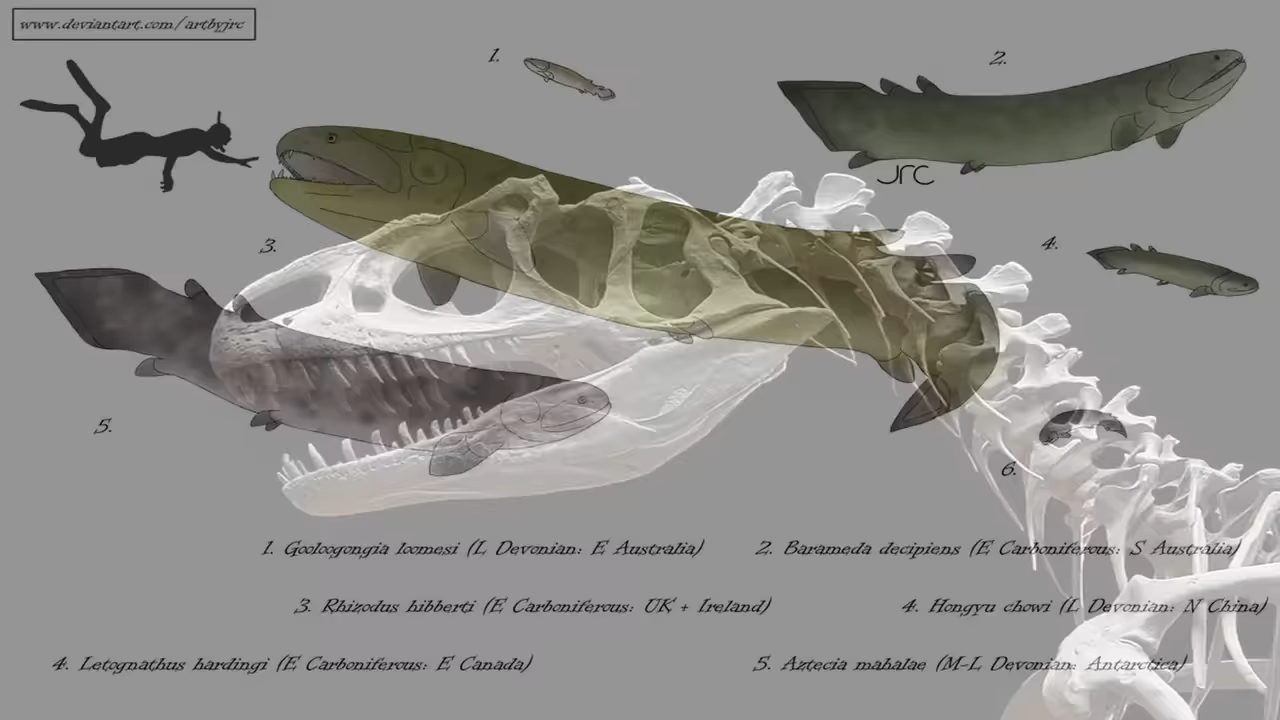 www.deviantart.com/artbyjrc
1.
2.
JrC
3.
4.
5.
6.
1. Gooloogongia loomesi (L Devonian: E Australia)
2. Barameda decipiens (E Carboniferous: S Australia)
3. Rhizodus hibberti (E Carboniferous: UK + Ireland)
4. Hongyu chowi (L Devonian: N China)
4. Letognathus hardingi (E Carboniferous: E Canada)
5. Aztecia mahalae (M-L Devonian: Antarctica)